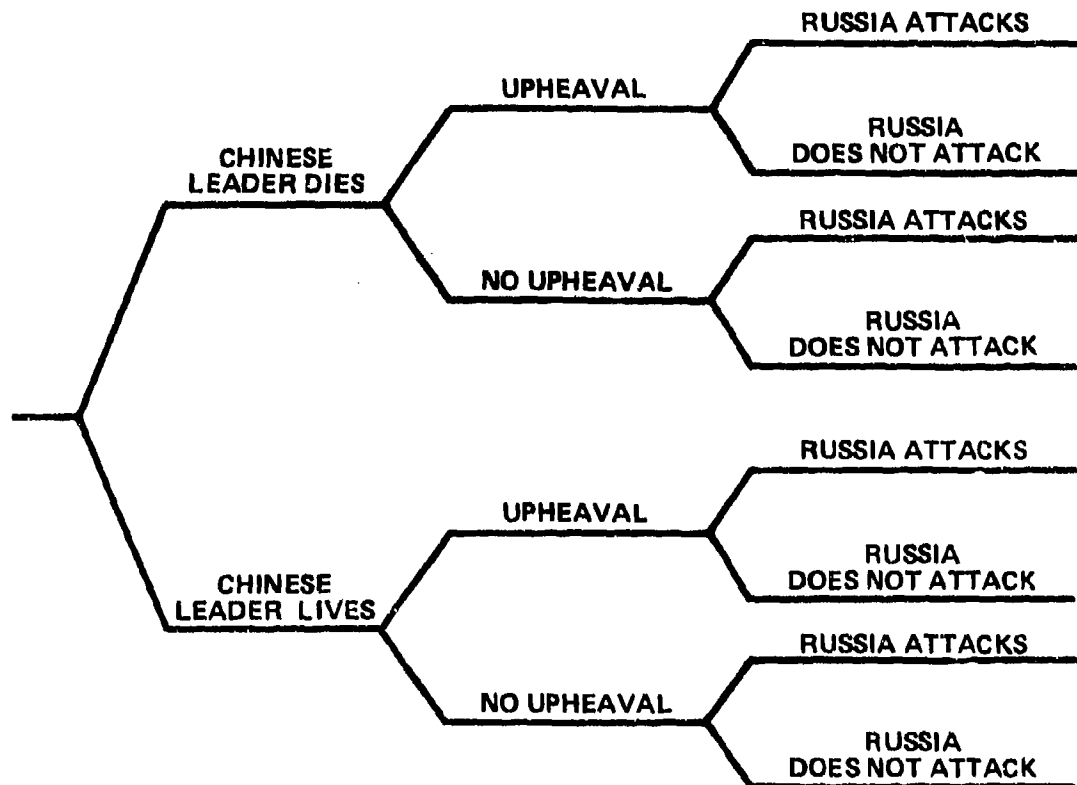 RUSSIA ATTACKS
UPHEAVAL
RUSSIA
DOES NOT ATTACK
CHINESE
LEADER DIES
RUSSIA ATTACKS
NO UPHEAVAL
RUSSIA
DOES NOT ATTACK
RUSSIA ATTACKS
UPHEAVAL
RUSSIA
DOES NOT ATTACK
CHINESE
LEADER LIVES
RUSSIA ATTACKS
NO UPHEAVAL
RUSSIA
DOES NOT ATTACK